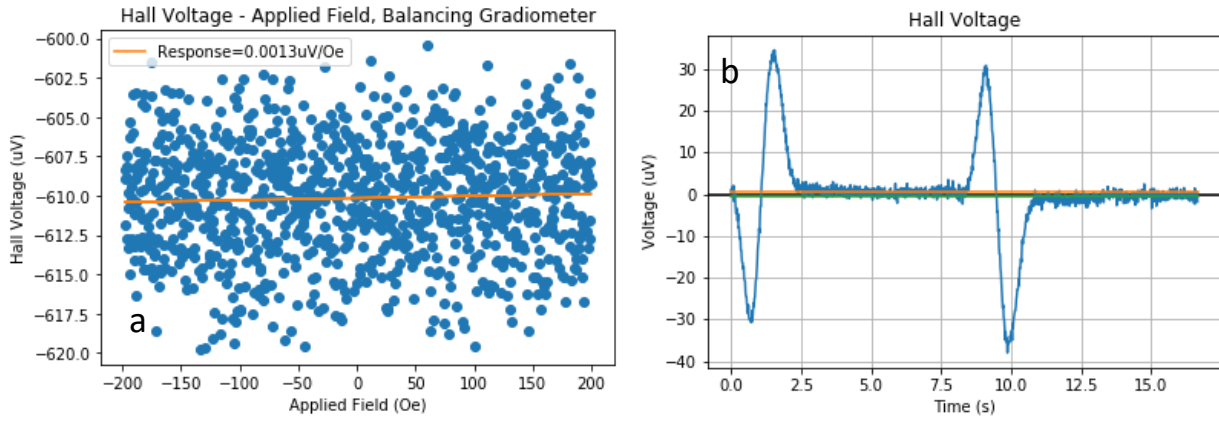 Hall Voltage - Applied Field, Balancing Gradiometer
Response=0.0013uV/Oe
Hall Voltage (uV)
−600.0
−602.5
−605.0
−607.5
−610.0
−612.5
−615.0
−617.5
−620.0
a
−200 −150 −100 −50 0 50 100 150 200
Applied Field (Oe)
Hall Voltage
b
Voltage (uV)
30
20
10
0
−10
−20
−30
−40
0.0 2.5 5.0 7.5 10.0 12.5 15.0
Time (s)